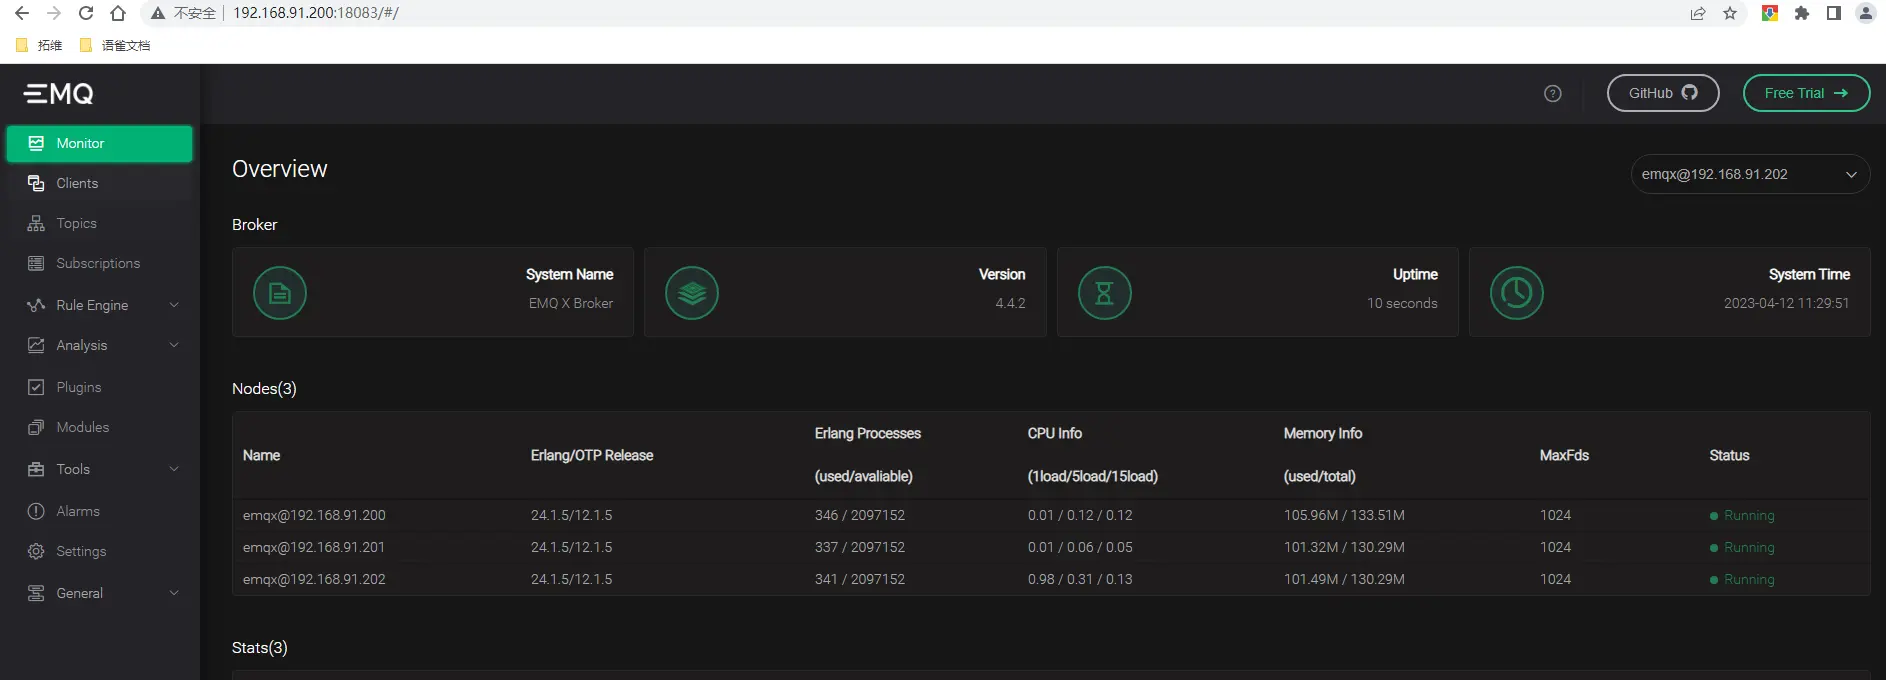 不安全 192.168.91.200:18083/#/
拓维 语雀文档
EMQ
GitHub
Free Trial
Monitor
Clients
Topics
Subscriptions
Rule Engine
Analysis
Plugins
Modules
Tools
Alarms
Settings
General
Overview
emqx@192.168.91.202
Broker
System Name
EMQ X Broker
Version
4.4.2
Uptime
10 seconds
System Time
2023-04-12 11:29:51
Nodes(3)
Name Erlang/OTP Release Erlang Processes (used/avaliable) CPU Info (1load/5load/15load) Memory Info (used/total) MaxFds Status
emqx@192.168.91.200 24.1.5/12.1.5 346 / 2097152 0.01 / 0.12 / 0.12 105.96M / 133.51M 1024 Running
emqx@192.168.91.201 24.1.5/12.1.5 337 / 2097152 0.01 / 0.06 / 0.05 101.32M / 130.29M 1024 Running
emqx@192.168.91.202 24.1.5/12.1.5 341 / 2097152 0.98 / 0.31 / 0.13 101.49M / 130.29M 1024 Running
Stats(3)